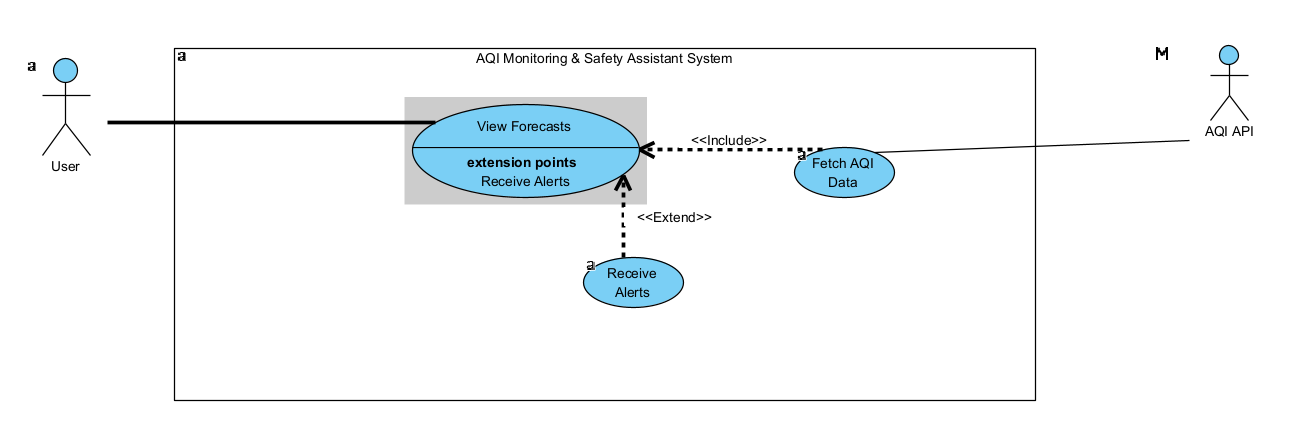 AQI Monitoring & Safety Assistant System
a
a
M
User
AQI API
View Forecasts
extension points
Receive Alerts
<<Include>>
a
Fetch AQI
Data
<<Extend>>
a
Receive
Alerts